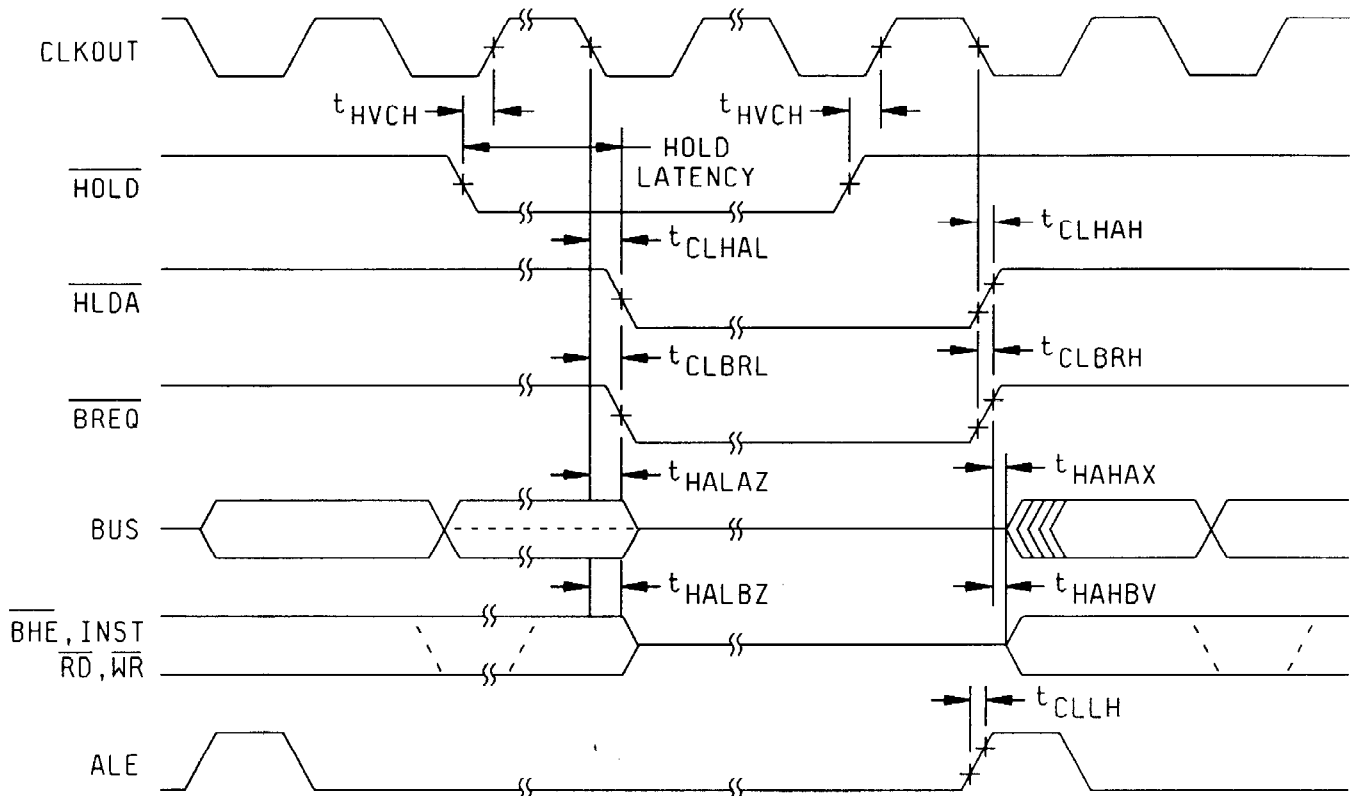 CLKOUT
tHVCH
tHVCH
HOLD
LATENCY
HOLD
tCLHAL
tCLHAH
HLDA
tCLBRL
tCLBRH
BREQ
tHALAZ
tHAHAX
BUS
tHALBZ
tHAHBV
BHE, INST
RD, WR
tCLLH
ALE